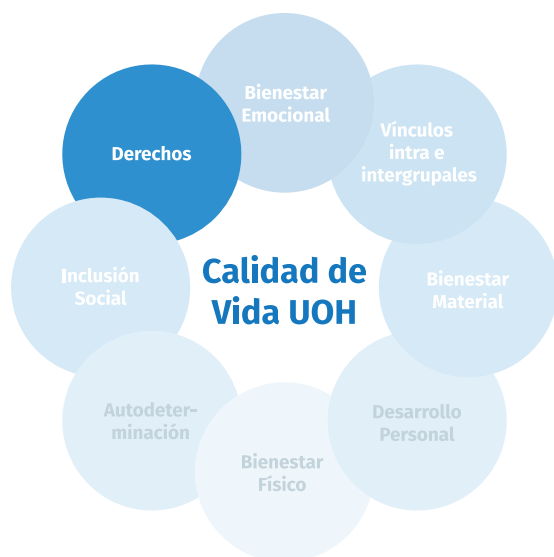 Bienestar
Emocional
Vínculos
intra e
intergrupales
Derechos
Calidad de
Vida UOH
Inclusión
Social
Bienestar
Material
Autodeter-
minación
Desarrollo
Personal
Bienestar
Físico